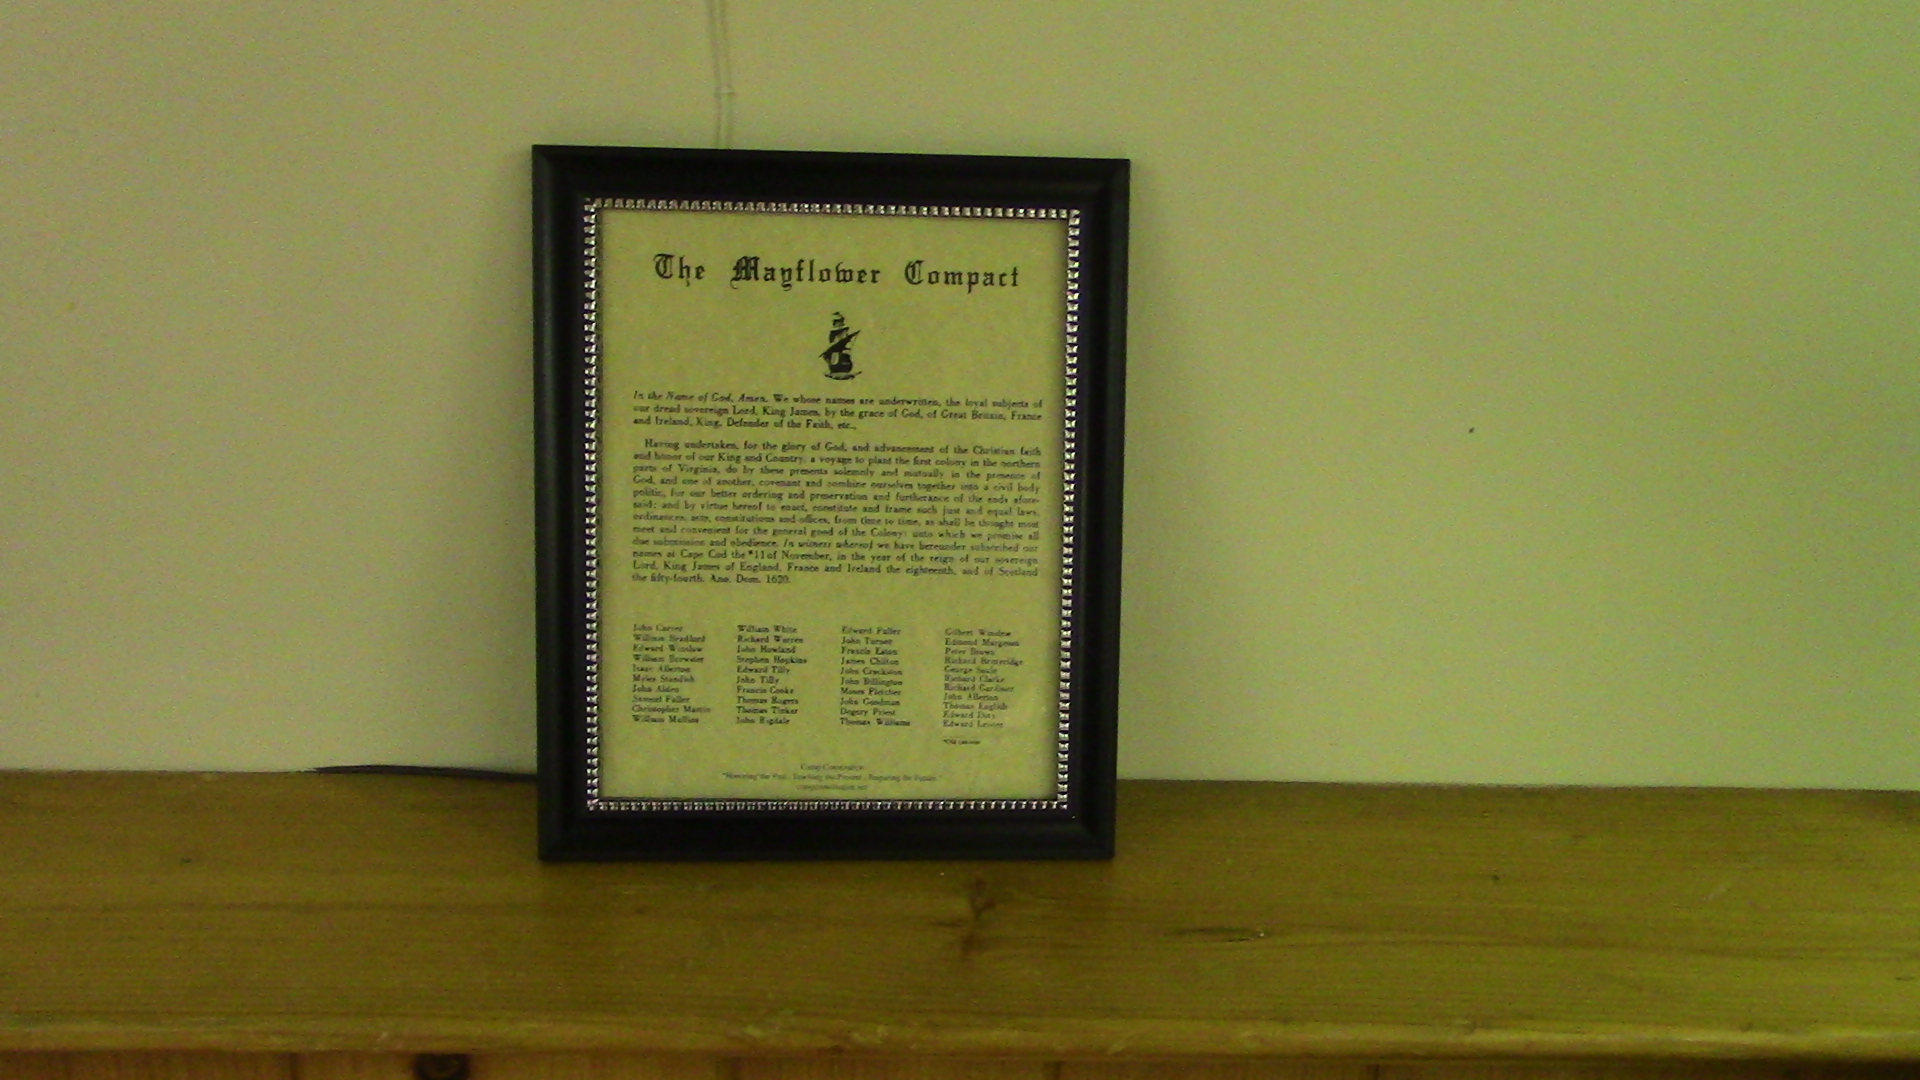 The Mayflower Compact
In the Name of God, Amen. We whose names are underwritten, the loyal subjects of
our dread sovereign Lord, King James, by the grace of God, of Great Britain, France
and Ireland, King, Defender of the Faith, etc.,
Having undertaken, for the glory of God, and advancement of the Christian faith
and honor of our King and Country, a voyage to plant the first colony in the northern
parts of Virginia, do by these presents solemnly and mutually in the presence of
God, and one of another, covenant and combine ourselves together into a civil body
politic, for our better ordering and preservation and furtherance of the ends afore-
said; and by virtue hereof to enact, constitute and frame such just and equal laws,
ordinances, acts, constitutions and offices, from time to time, as shall be thought most
meet and convenient for the general good of the Colony; unto which we promise all
due submission and obedience. In witness whereof we have hereunder subscribed our
names at Cape Cod the *11 of November, in the year of the reign of our sovereign
Lord, King James of England, France and Ireland the eighteenth, and of Scotland
the fifty-fourth. Ano. Dom. 1620.
John Carver
William Bradford
Edward Winslow
William Brewster
Isaac Allerton
Myles Standish
John Alden
Samuel Fuller
Christopher Martin
William Mullins
William White
Richard Warren
John Howland
Stephen Hopkins
Edward Tilly
John Tilly
Francis Cooke
Thomas Rogers
Thomas Tinker
John Rigdale
Edward Fuller
John Turner
Francis Eaton
James Chilton
John Crackston
John Billington
Moses Fletcher
John Goodman
Degory Priest
Thomas Williams
Gilbert Winslow
Edmond Margeson
Peter Brown
Richard Britteridge
George Soule
Richard Clarke
Richard Gardiner
John Allerton
Thomas English
Edward Doty
Edward Leister
Camp Constitution
"Honoring the Past, Teaching the Present, Preparing the Future."